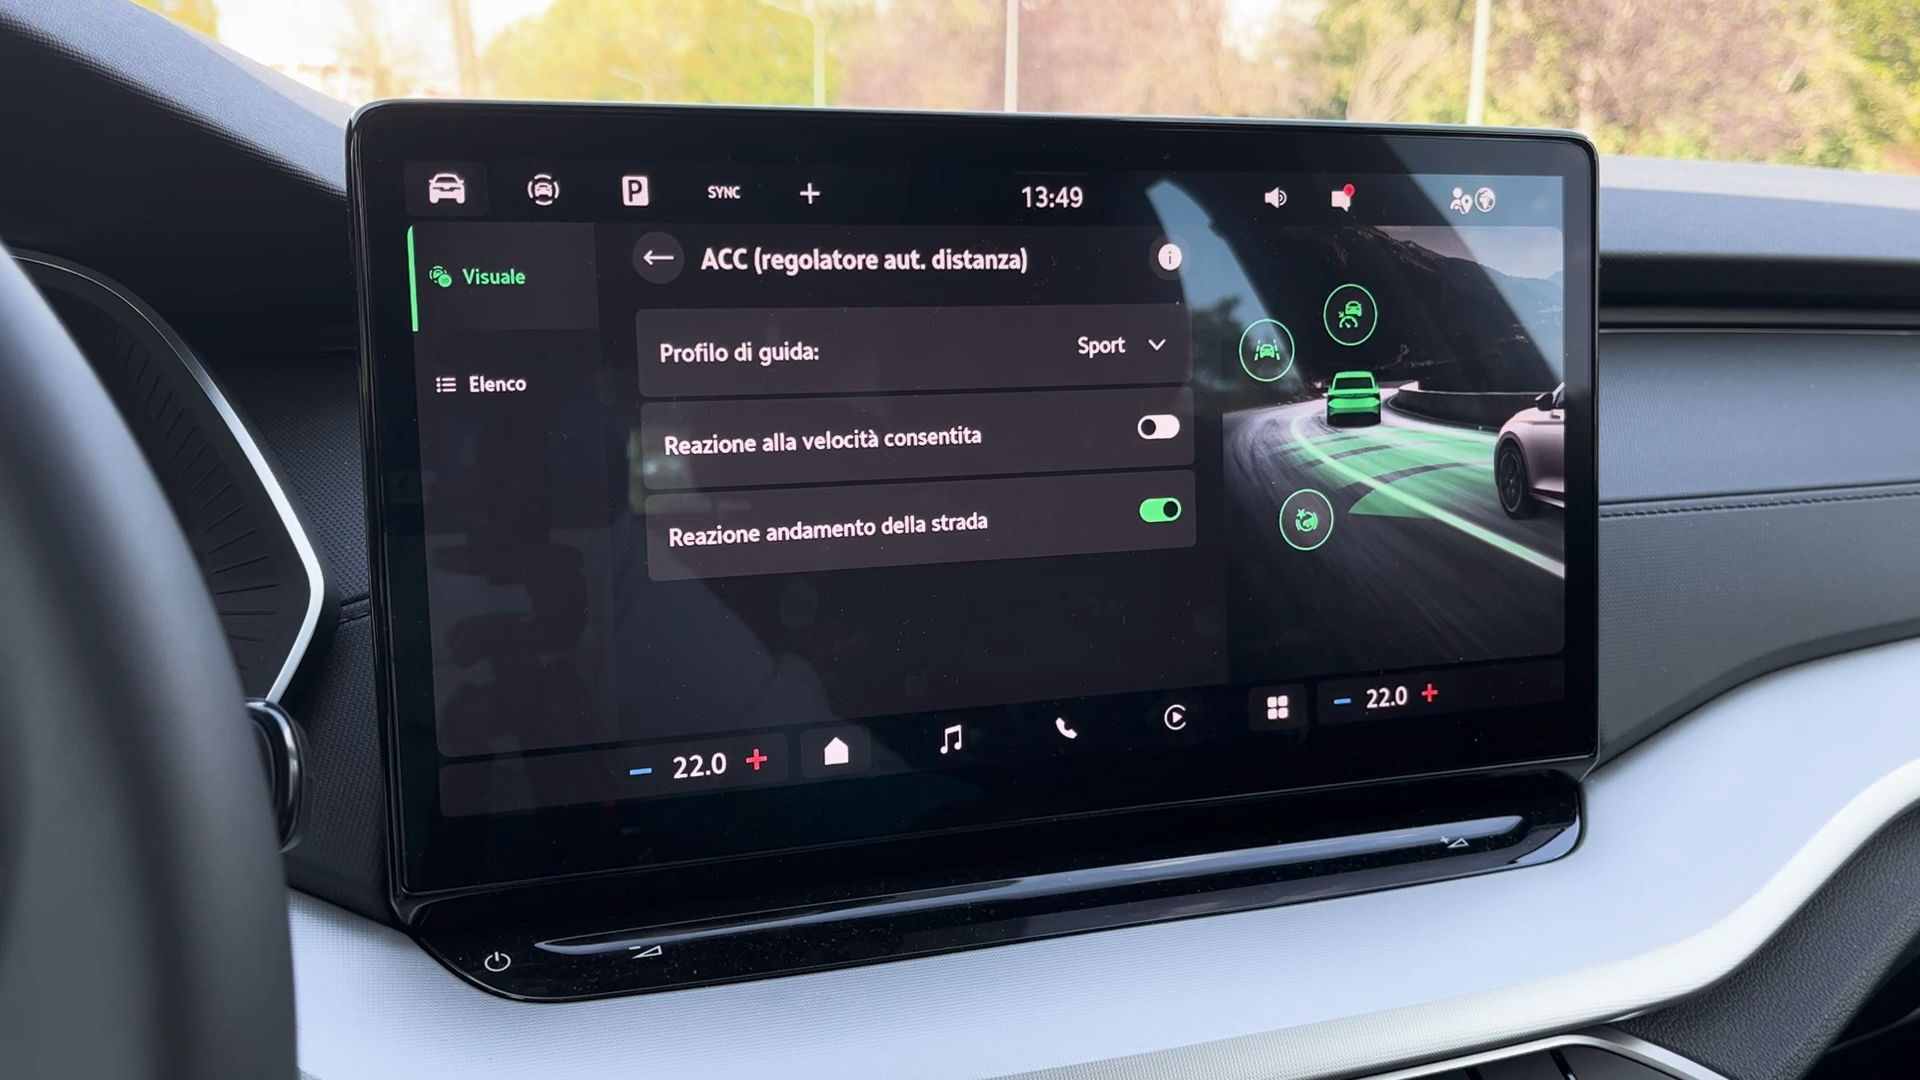 P
SYNC
+
13:49
Visuale
ACC (regolatore aut. distanza)
i
Profilo di guida:
Sport
Elenco
Reazione alla velocità consentita
Reazione andamento della strada
− 22.0 +
− 22.0 +